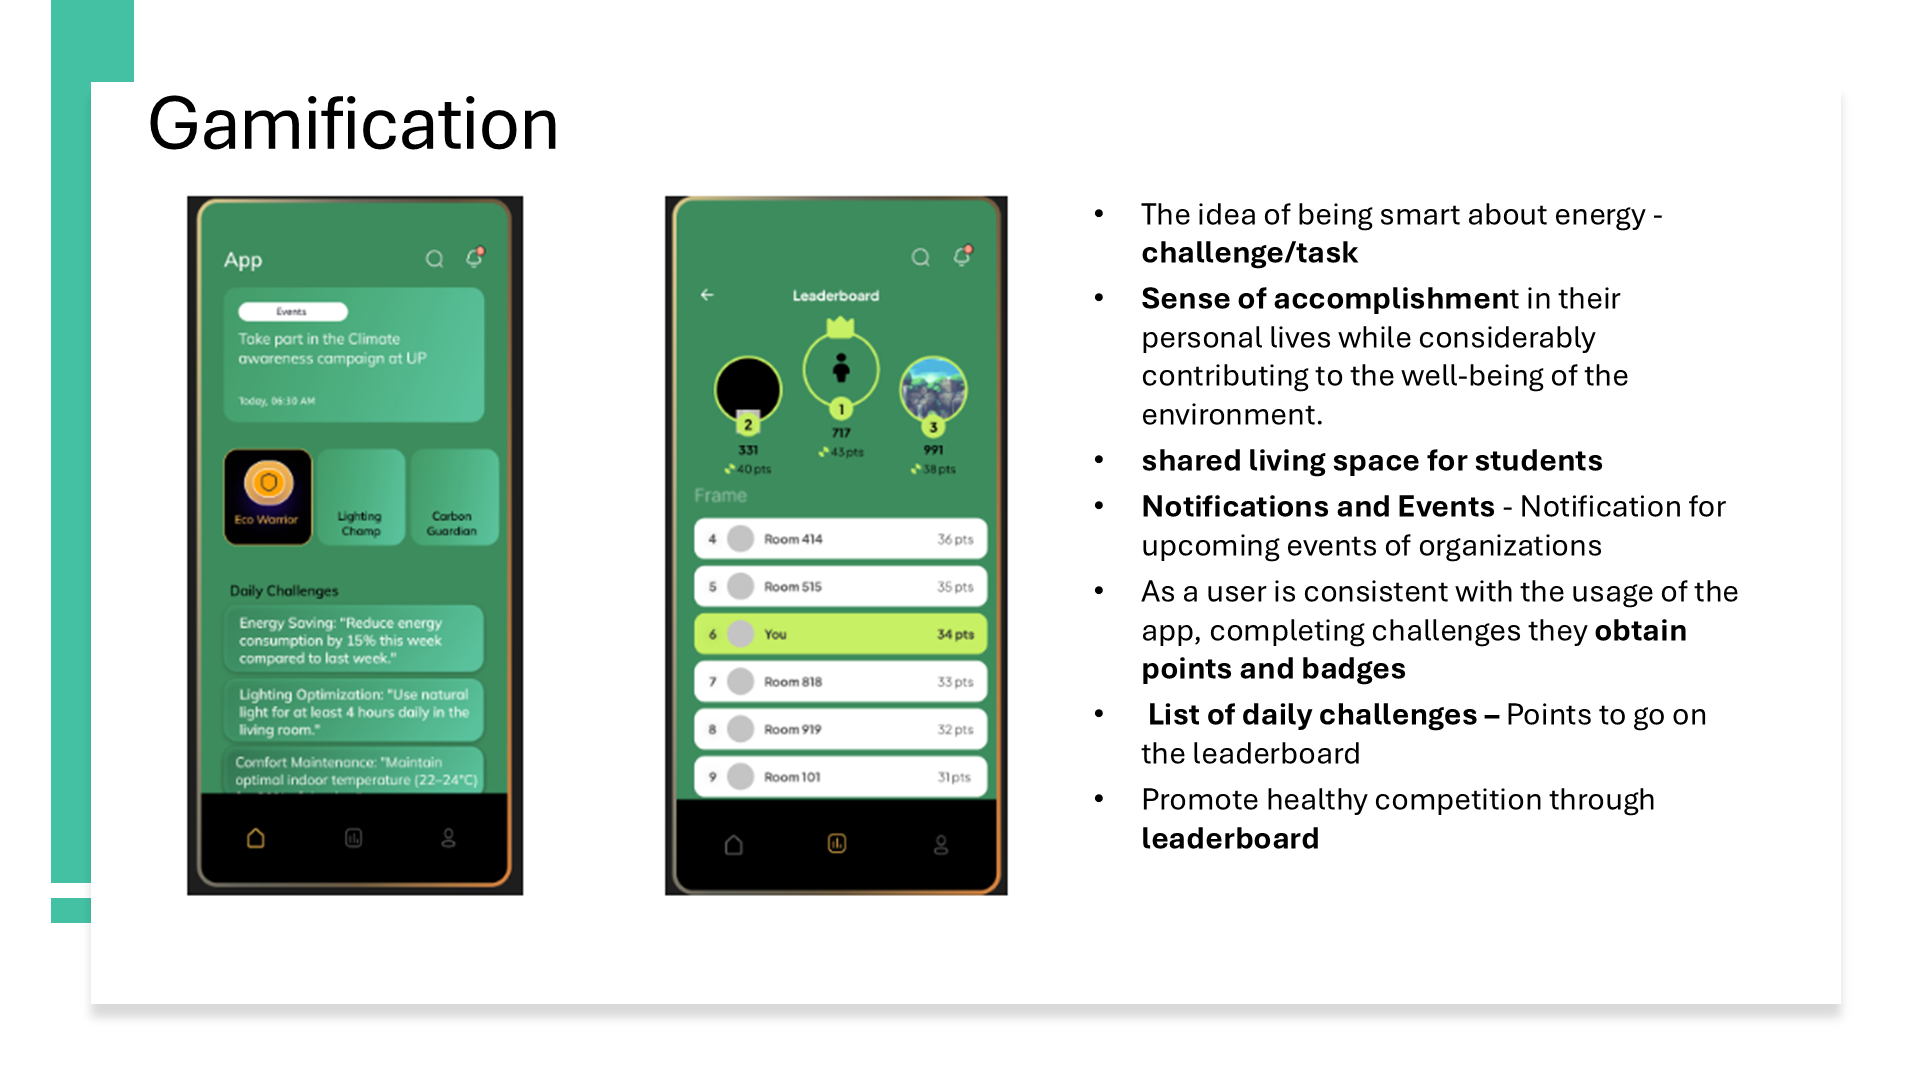 Gamification
App
Events
Take part in the Climate
awareness campaign at UP
Today, 06:30 AM
Eco Warrior
Lighting
Champ
Carbon
Guardian
Daily Challenges
Energy Saving: "Reduce energy
consumption by 15% this week
compared to last week."
Lighting Optimization: "Use natural
light for at least 4 hours daily in the
living room."
Comfort Maintenance: "Maintain
optimal indoor temperature (22–24°C)
Leaderboard
1
717
43pts
2
331
40pts
3
991
38pts
Frame
4 Room 414 36 pts
5 Room 515 35 pts
6 You 34 pts
7 Room 818 33 pts
8 Room 919 32 pts
9 Room 101 31 pts
• The idea of being smart about energy -
challenge/task
• Sense of accomplishment in their
personal lives while considerably
contributing to the well-being of the
environment.
• shared living space for students
• Notifications and Events - Notification for
upcoming events of organizations
• As a user is consistent with the usage of the
app, completing challenges they obtain
points and badges
• List of daily challenges – Points to go on
the leaderboard
• Promote healthy competition through
leaderboard